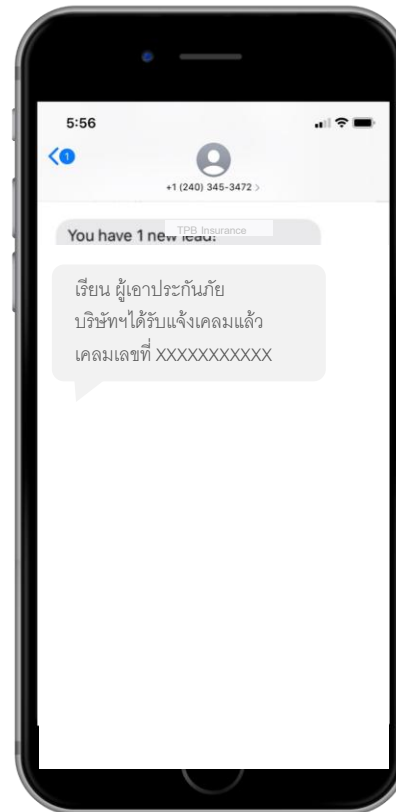 5:56
1
+1 (240) 345-3472 >
TPB Insurance
You have 1 new lead!
เรียน ผู้เอาประกันภัย
บริษัทฯได้รับแจ้งเคลมแล้ว
เคลมเลขที่ XXXXXXXXXXX